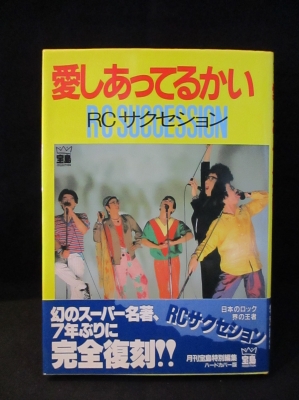 愛しあってるかい
RC SUCCESSION
RCサクセション
宝島
幻のスーパー名著、
7年ぶりに
完全復刻!!
日本のロック
界の王者
RCサクセション
月刊宝島特別編集
ハードカバー版
宝島